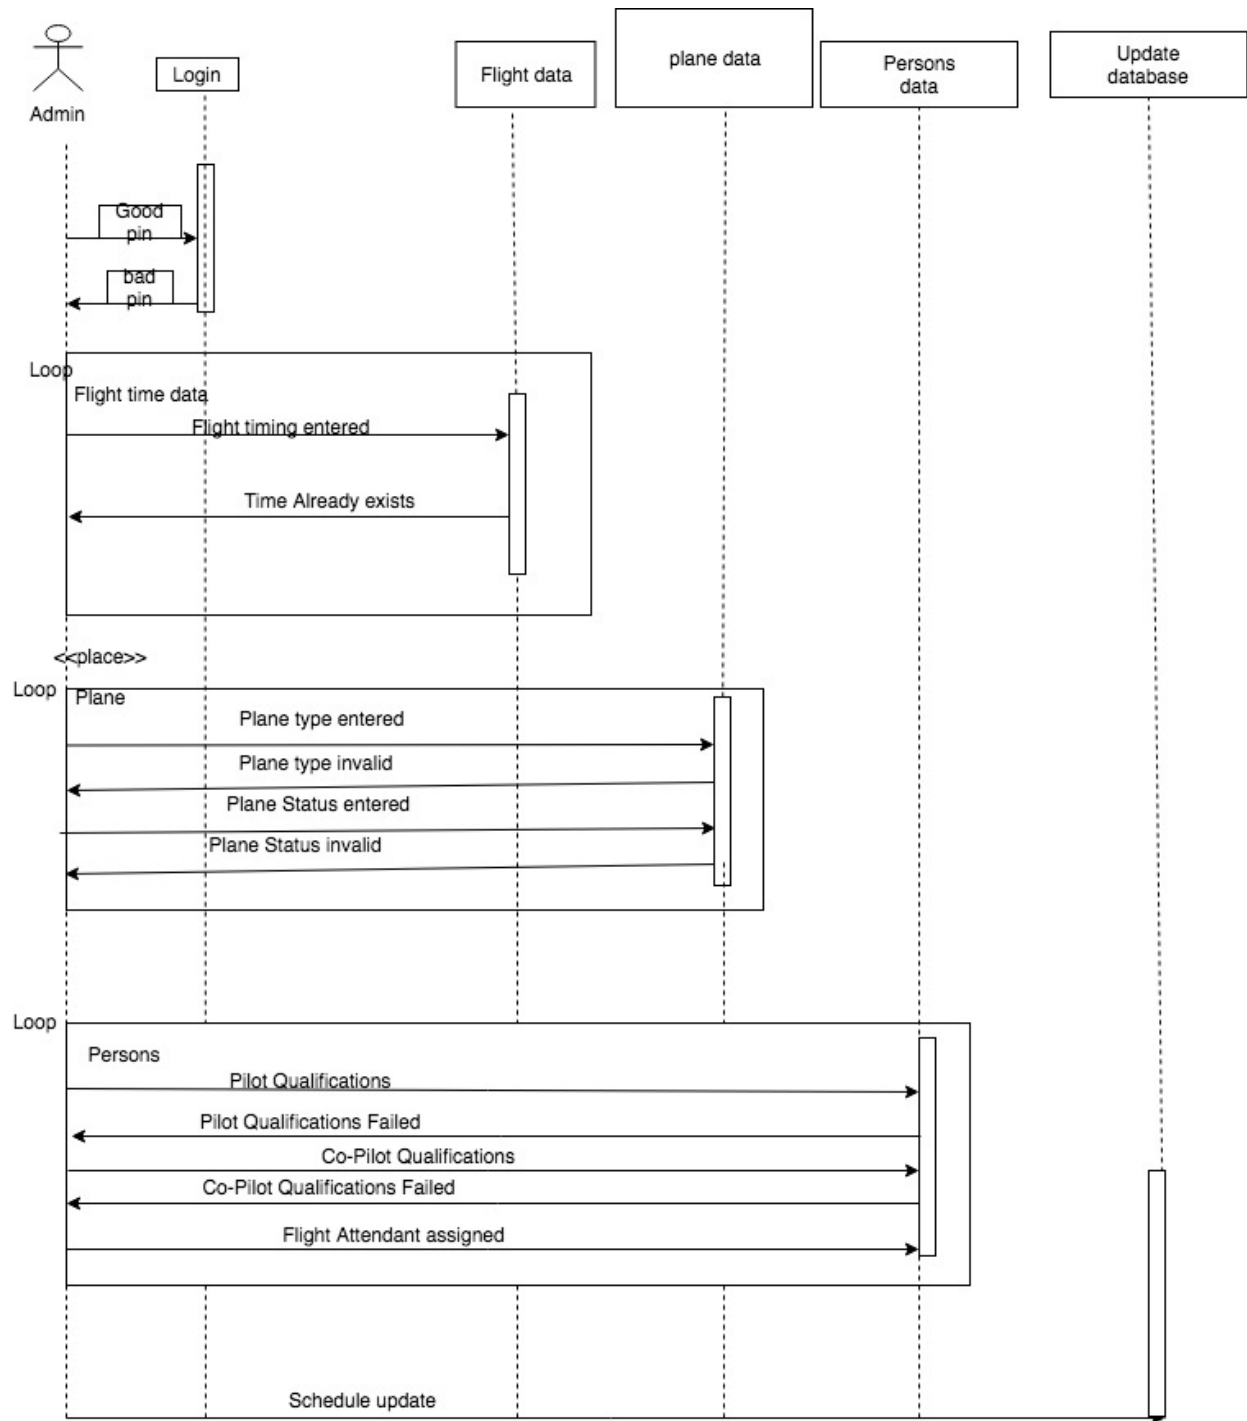 Admin
Login
Flight data
plane data
Persons
data
Update
database
Good
pin
bad
pin
Loop
Flight time data
Flight timing entered
Time Already exists
<<place>>
Loop
Plane
Plane type entered
Plane type invalid
Plane Status entered
Plane Status invalid
Loop
Persons
Pilot Qualifications
Pilot Qualifications Failed
Co-Pilot Qualifications
Co-Pilot Qualifications Failed
Flight Attendant assigned
Schedule update